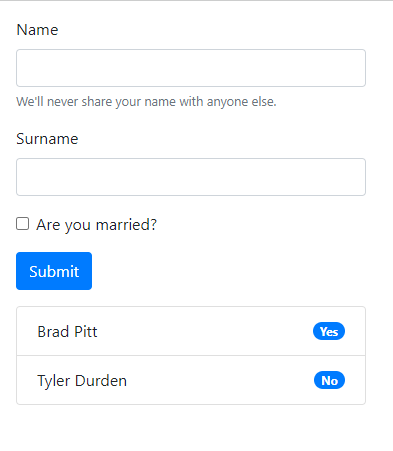 Name
We'll never share your name with anyone else.
Surname
Are you married?
Submit
Brad Pitt Yes
Tyler Durden No